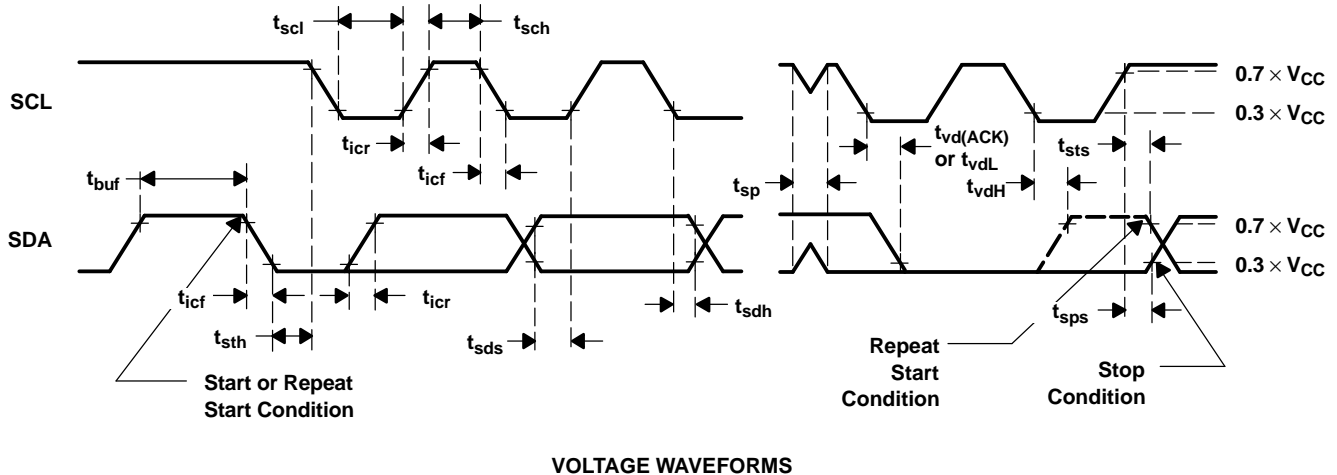 tscl
tsch
SCL
0.7 × VCC
0.3 × VCC
ticr
ticf
tvd(ACK)
or tvdL
tsts
tbuf
tsp
tvdH
SDA
0.7 × VCC
0.3 × VCC
ticf
ticr
tsdh
tsps
tsth
tsds
Start or Repeat
Start Condition
Repeat
Start
Condition
Stop
Condition
VOLTAGE WAVEFORMS